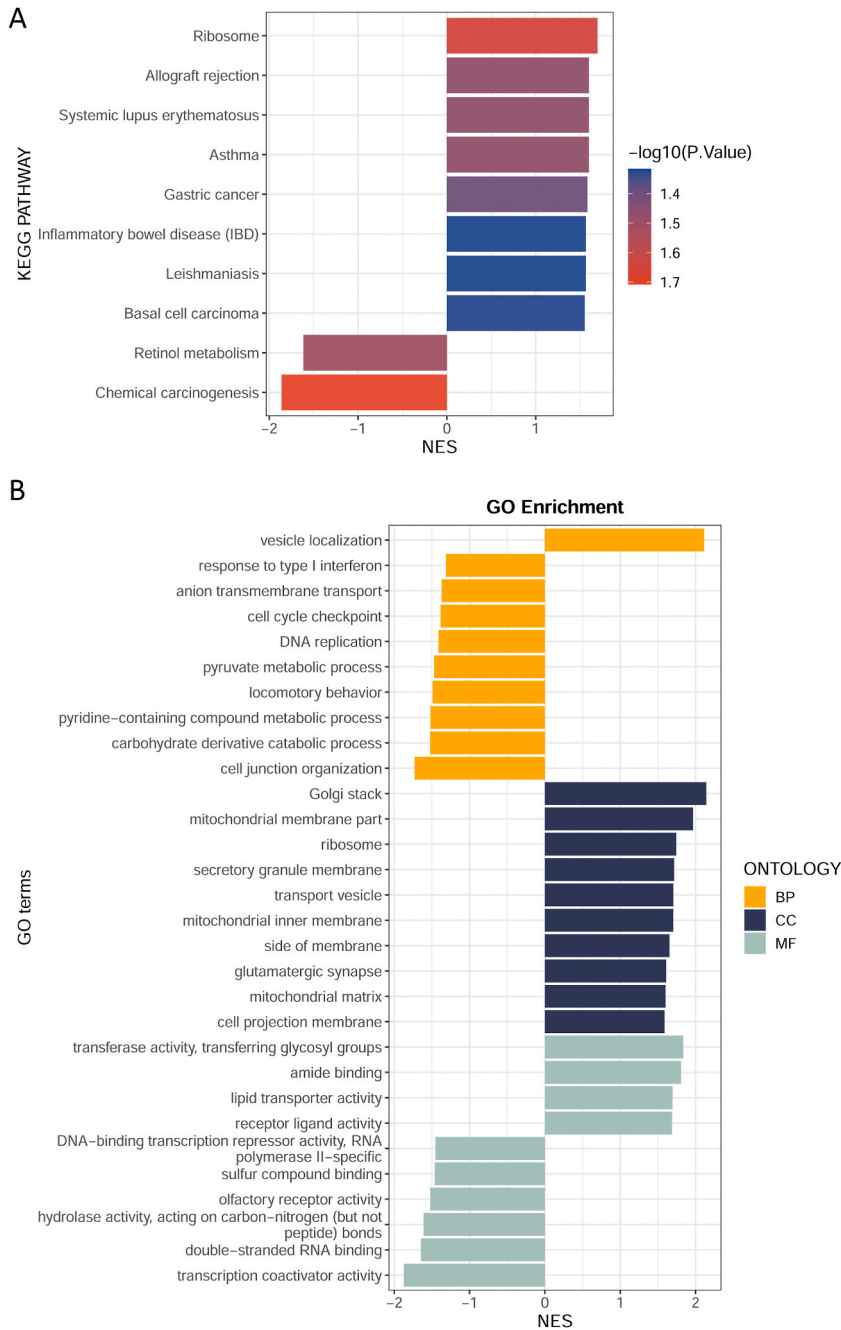 A
KEGG PATHWAY
Ribosome
Allograft rejection
Systemic lupus erythematosus
Asthma
Gastric cancer
Inflammatory bowel disease (IBD)
Leishmaniasis
Basal cell carcinoma
Retinol metabolism
Chemical carcinogenesis
−2
−1
0
1
NES
−log10(P.Value)
1.4
1.5
1.6
1.7
B
GO Enrichment
GO terms
vesicle localization
response to type I interferon
anion transmembrane transport
cell cycle checkpoint
DNA replication
pyruvate metabolic process
locomotory behavior
pyridine−containing compound metabolic process
carbohydrate derivative catabolic process
cell junction organization
Golgi stack
mitochondrial membrane part
ribosome
secretory granule membrane
transport vesicle
mitochondrial inner membrane
side of membrane
glutamatergic synapse
mitochondrial matrix
cell projection membrane
transferase activity, transferring glycosyl groups
amide binding
lipid transporter activity
receptor ligand activity
DNA−binding transcription repressor activity, RNA
polymerase II−specific
sulfur compound binding
olfactory receptor activity
hydrolase activity, acting on carbon−nitrogen (but not
peptide) bonds
double−stranded RNA binding
transcription coactivator activity
−2
−1
0
1
2
NES
ONTOLOGY
BP
CC
MF